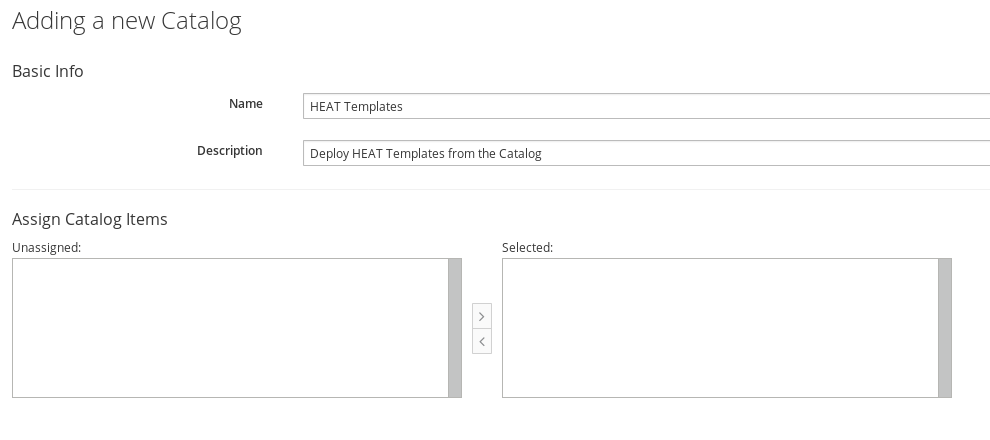 Adding a new Catalog
Basic Info
Name
HEAT Templates
Description
Deploy HEAT Templates from the Catalog
Assign Catalog Items
Unassigned:
Selected: